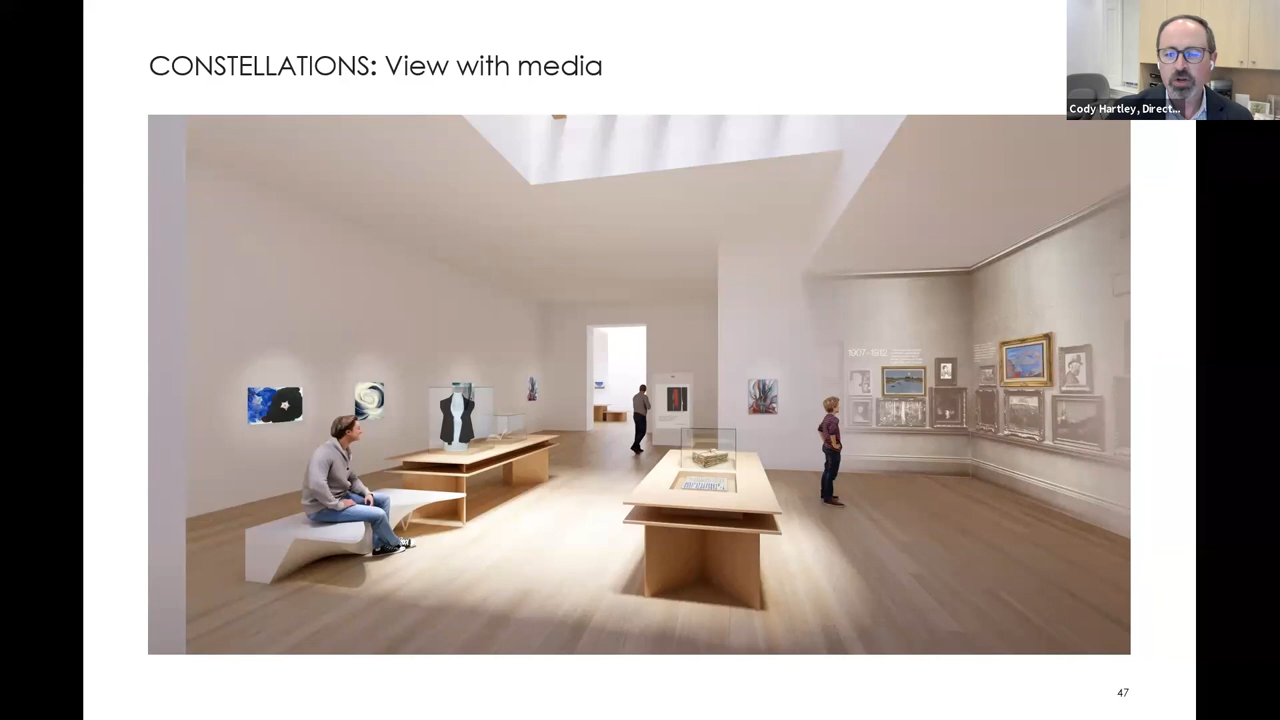 CONSTELLATIONS: View with media
Cody Hartley, Direct...
1907-1912
47